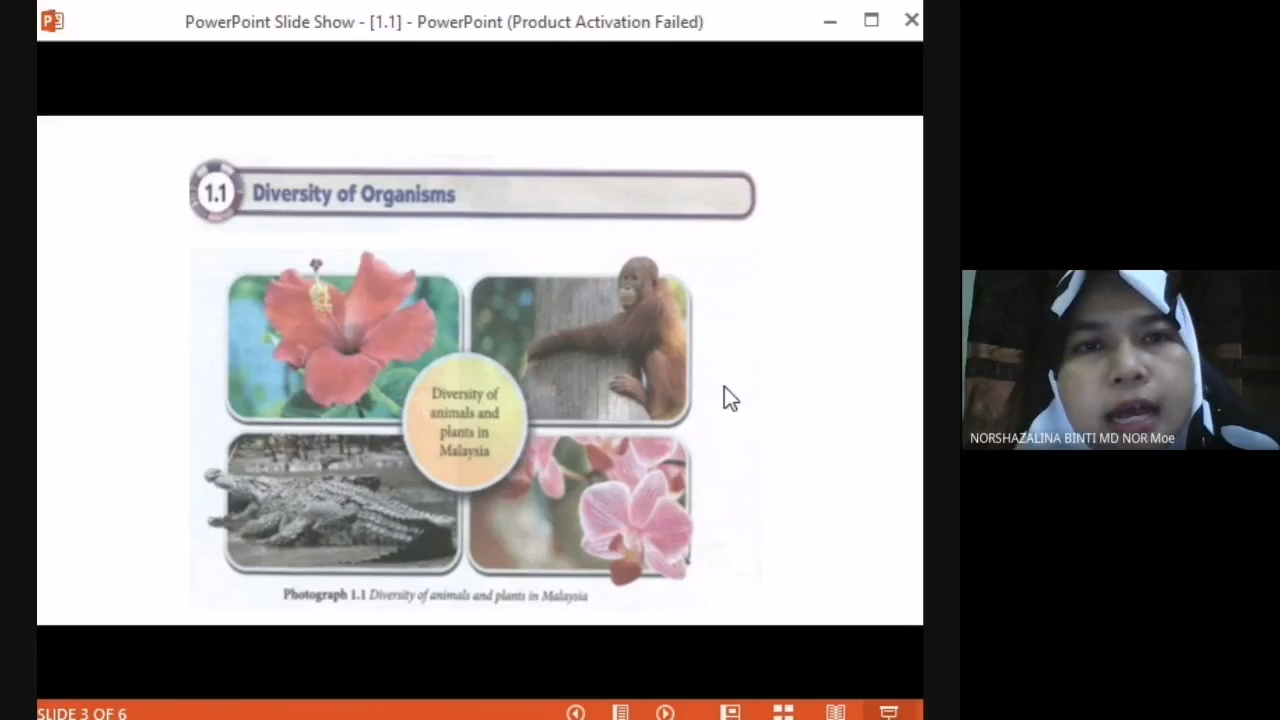 PowerPoint Slide Show - [1.1] - PowerPoint (Product Activation Failed)
1.1 Diversity of Organisms
Diversity of
animals and
plants in
Malaysia
Photograph 1.1 Diversity of animals and plants in Malaysia
NORSHAZALINA BINTI MD NOR Moe
SLIDE 3 OF 6